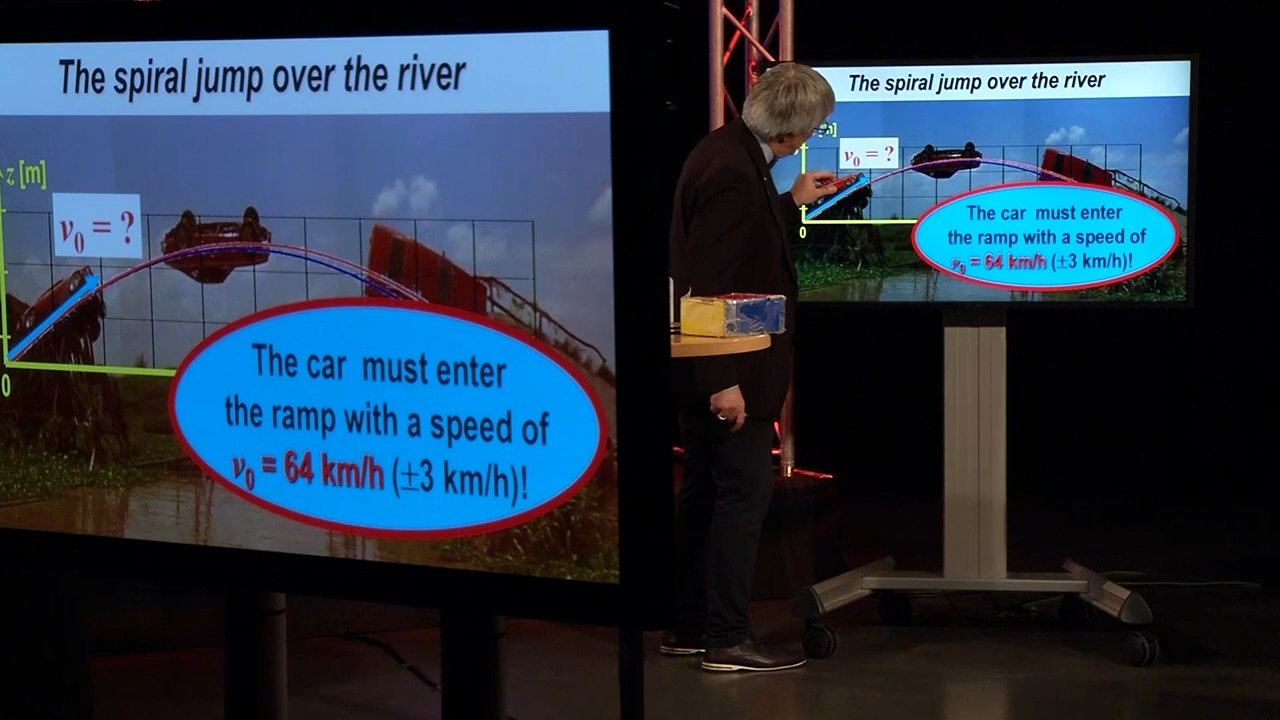 The spiral jump over the river
z [m]
v0 = ?
0
The car must enter
the ramp with a speed of
v0 = 64 km/h (±3 km/h)!
The spiral jump over the river
[m]
v0 = ?
0
The car must enter
the ramp with a speed of
v0 = 64 km/h (±3 km/h)!